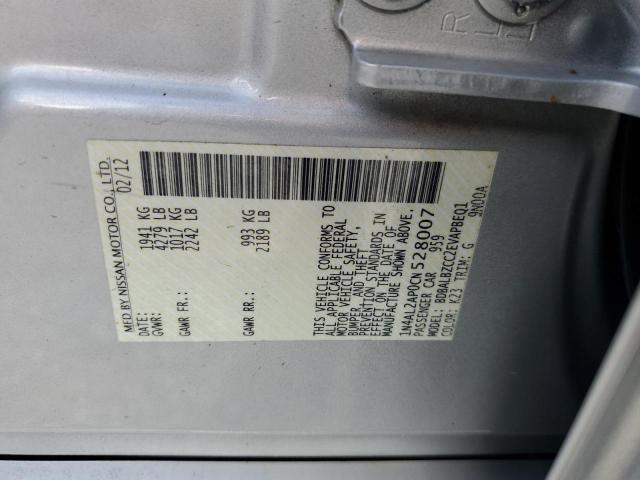 MFD BY NISSAN MOTOR CO., LTD.
DATE: 02/12
GVWR: 1941 KG
4279 LB
GAWR FR: 1017 KG
2242 LB
GAWR RR: 993 KG
2189 LB
THIS VEHICLE CONFORMS TO
ALL APPLICABLE FEDERAL
MOTOR VEHICLE SAFETY,
BUMPER, AND THEFT
PREVENTION STANDARDS IN
EFFECT ON THE DATE OF
MANUFACTURE SHOWN ABOVE.
1N4AL2AP0CN528007
PASSENGER CAR 959
MODEL: BDBALBZCC2EVAPBEQ1
COLOR: K23 TRIM: G 9N00A
R
L